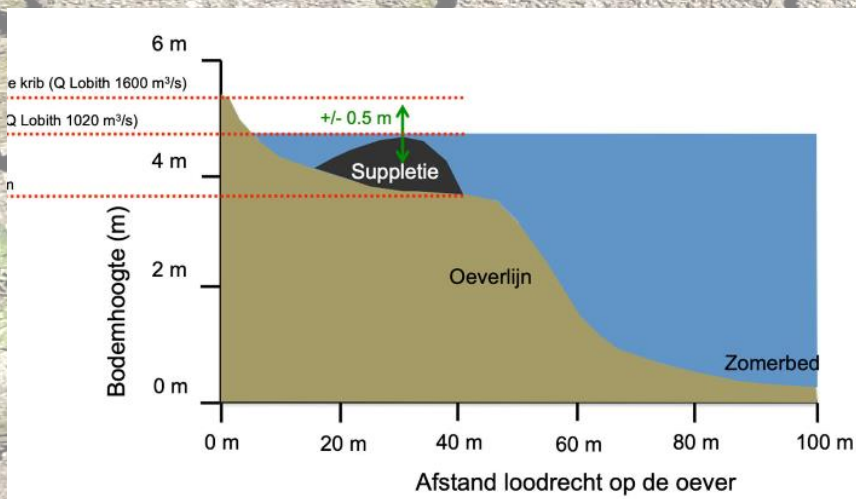 6 m
e krib (Q Lobith 1600 m³/s)
+/- 0.5 m
Q Lobith 1020 m³/s)
4 m
Suppletie
n
Bodemhoogte (m)
2 m
Oeverlijn
Zomerbed
0 m
0 m 20 m 40 m 60 m 80 m 100 m
Afstand loodrecht op de oever